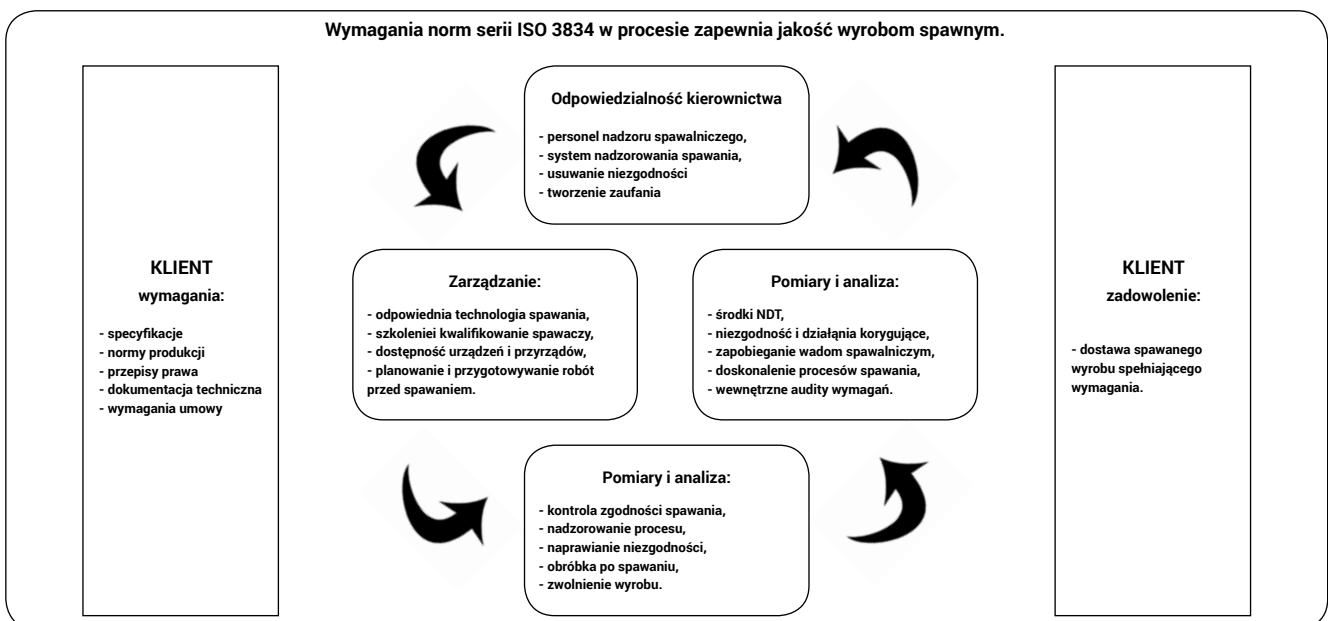 Wymagania norm serii ISO 3834 w procesie zapewnia jakość wyrobom spawnym.
KLIENT
wymagania:
- specyfikacje
- normy produkcji
- przepisy prawa
- dokumentacja techniczna
- wymagania umowy
Odpowiedzialność kierownictwa
- personel nadzoru spawalniczego,
- system nadzorowania spawania,
- usuwanie niezgodności
- tworzenie zaufania
Zarządzanie:
- odpowiednia technologia spawania,
- szkoleniei kwalifikowanie spawaczy,
- dostępność urządzeń i przyrządów,
- planowanie i przygotowywanie robót
przed spawaniem.
Pomiary i analiza:
- środki NDT,
- niezgodność i działąnia korygujące,
- zapobieganie wadom spawalniczym,
- doskonalenie procesów spawania,
- wewnętrzne audity wymagań.
Pomiary i analiza:
- kontrola zgodności spawania,
- nadzorowanie procesu,
- naprawianie niezgodności,
- obróbka po spawaniu,
- zwolnienie wyrobu.
KLIENT
zadowolenie:
- dostawa spawanego
wyrobu spełniającego
wymagania.